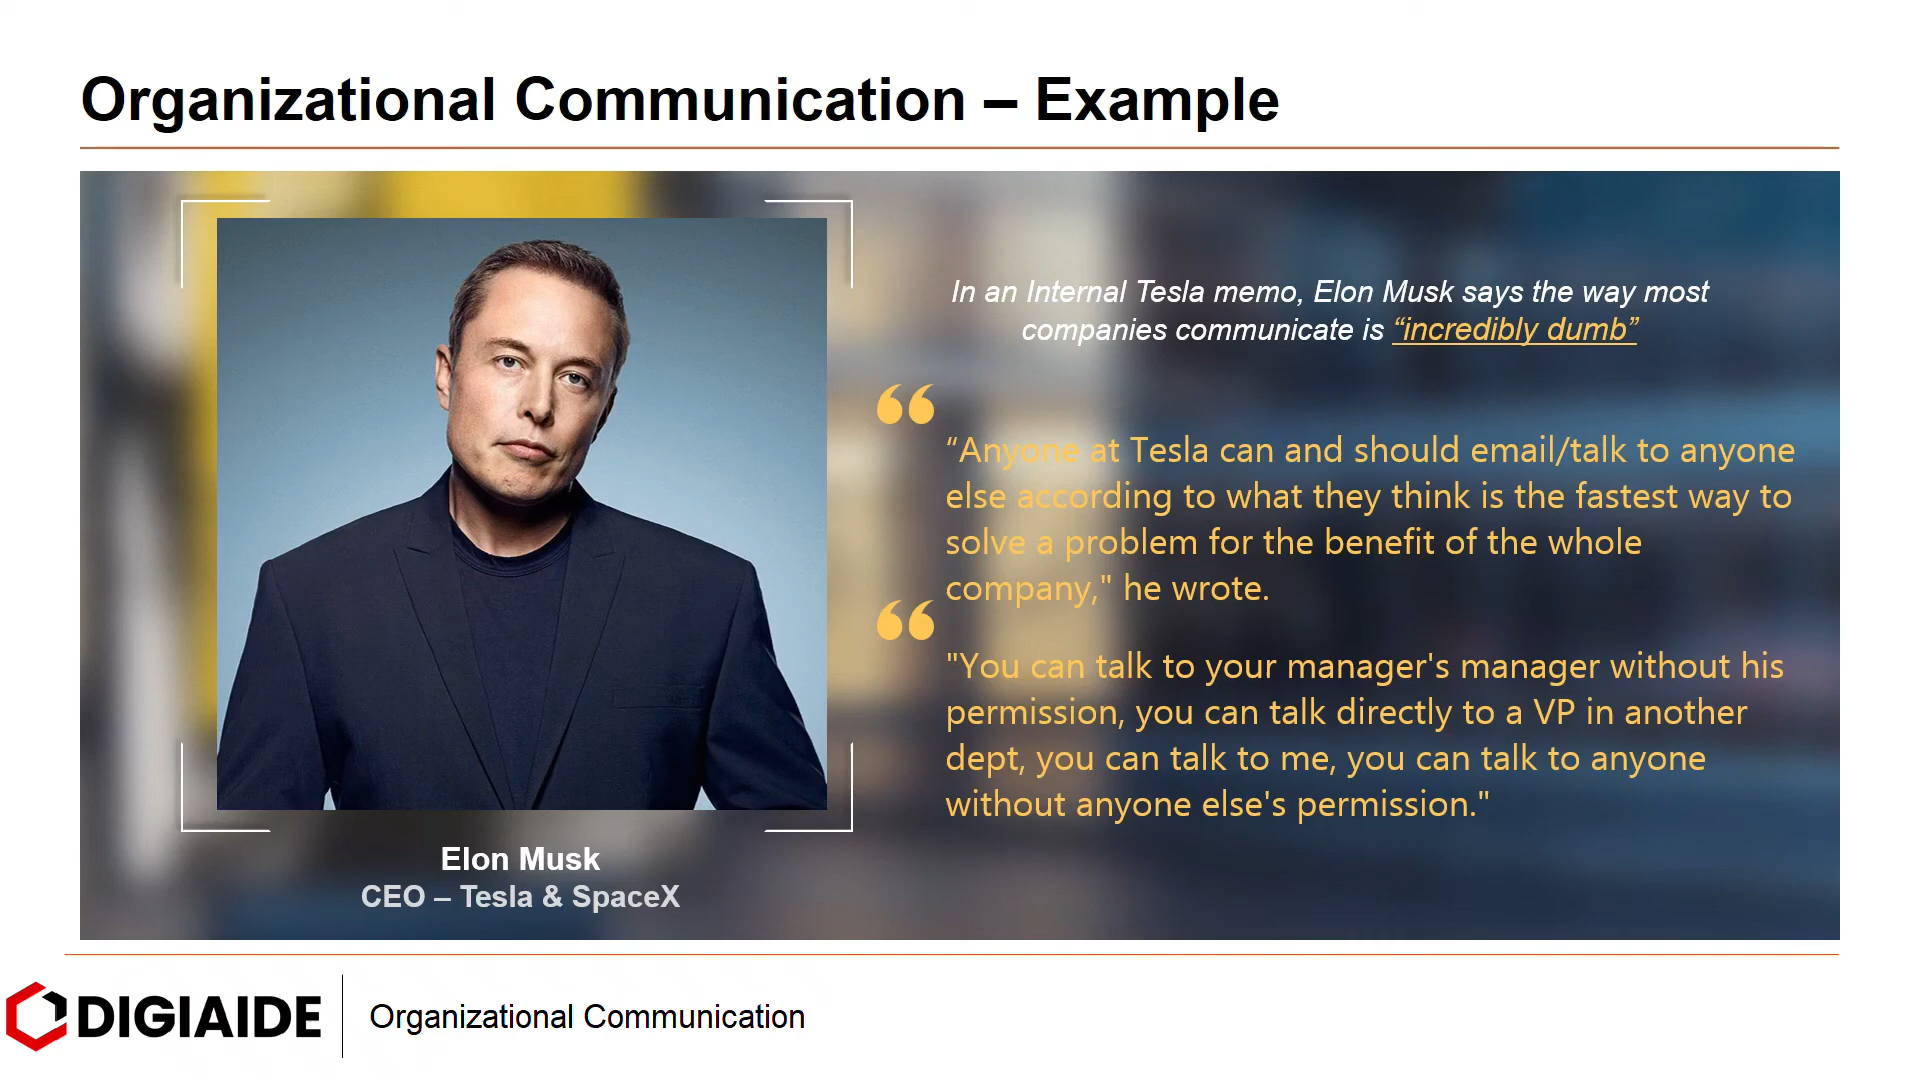 Organizational Communication – Example
In an Internal Tesla memo, Elon Musk says the way most
companies communicate is “incredibly dumb”
“Anyone at Tesla can and should email/talk to anyone
else according to what they think is the fastest way to
solve a problem for the benefit of the whole
company," he wrote.
"You can talk to your manager's manager without his
permission, you can talk directly to a VP in another
dept, you can talk to me, you can talk to anyone
without anyone else's permission."
Elon Musk
CEO – Tesla & SpaceX
DIGIAIDE
Organizational Communication